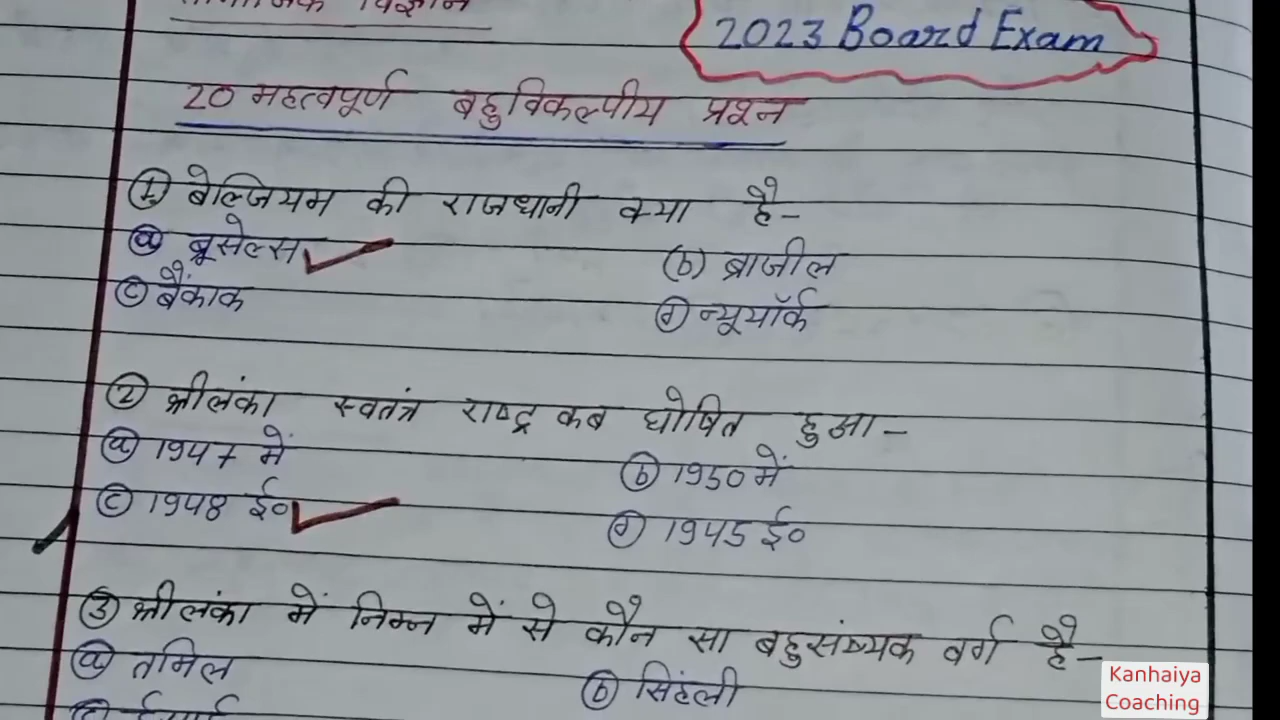 सामाजिक विज्ञान
2023 Board Exam
20 महत्वपूर्ण बहुविकल्पीय प्रश्न
① बेल्जियम की राजधानी क्या है-
ⓐ ब्रूसेल्स
(b) ब्राजील
ⓒ बैंकाक
ⓓ न्यूयॉर्क
② श्रीलंका स्वतंत्र राष्ट्र कब घोषित हुआ-
ⓐ 1947 में
ⓑ 1950 में
ⓒ 1948 ई०
ⓓ 1945 ई०
③ श्रीलंका में निम्न में से कौन सा बहुसंख्यक वर्ग है-
ⓐ तमिल
ⓑ सिंहली
ⓒ
Kanhaiya
Coaching